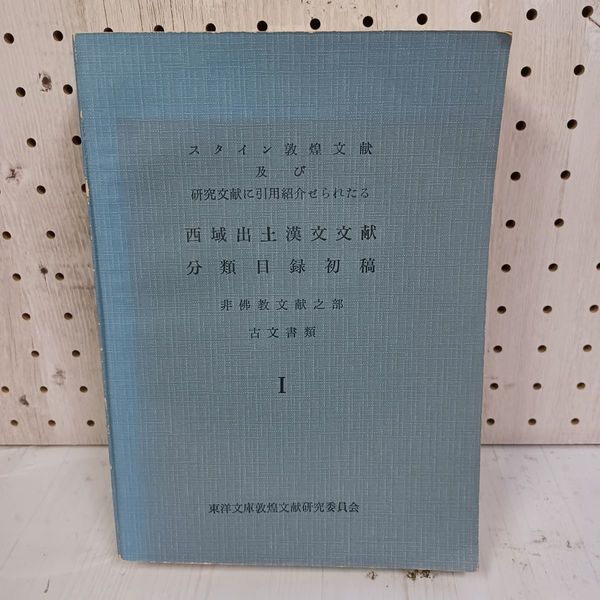 スタイン敦煌文献
及び
研究文献に引用紹介せられたる
西域出土漢文文献
分類目録初稿
非佛教文献之部
古文書類
I
東洋文庫敦煌文献研究委員会